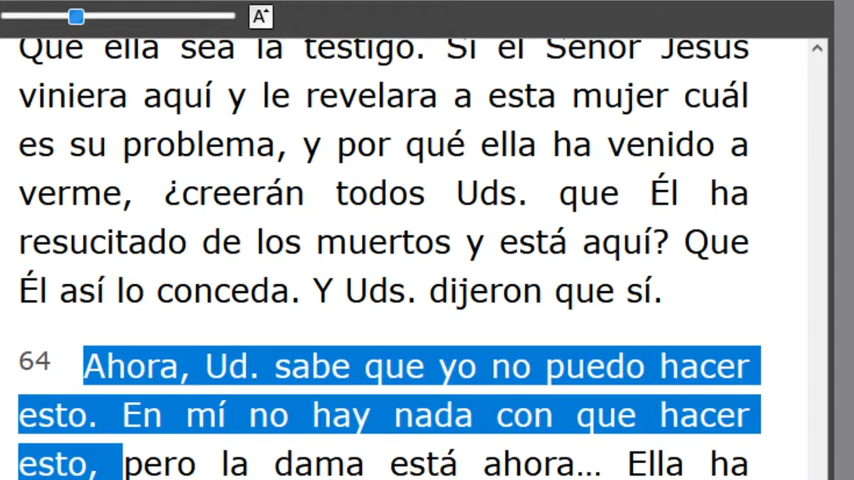 A
Que ella sea la testigo. Si el Señor Jesús
viniera aquí y le revelara a esta mujer cuál
es su problema, y por qué ella ha venido a
verme, ¿creerán todos Uds. que Él ha
resucitado de los muertos y está aquí? Que
Él así lo conceda. Y Uds. dijeron que sí.
64 Ahora, Ud. sabe que yo no puedo hacer
esto. En mí no hay nada con que hacer
esto, pero la dama está ahora… Ella ha